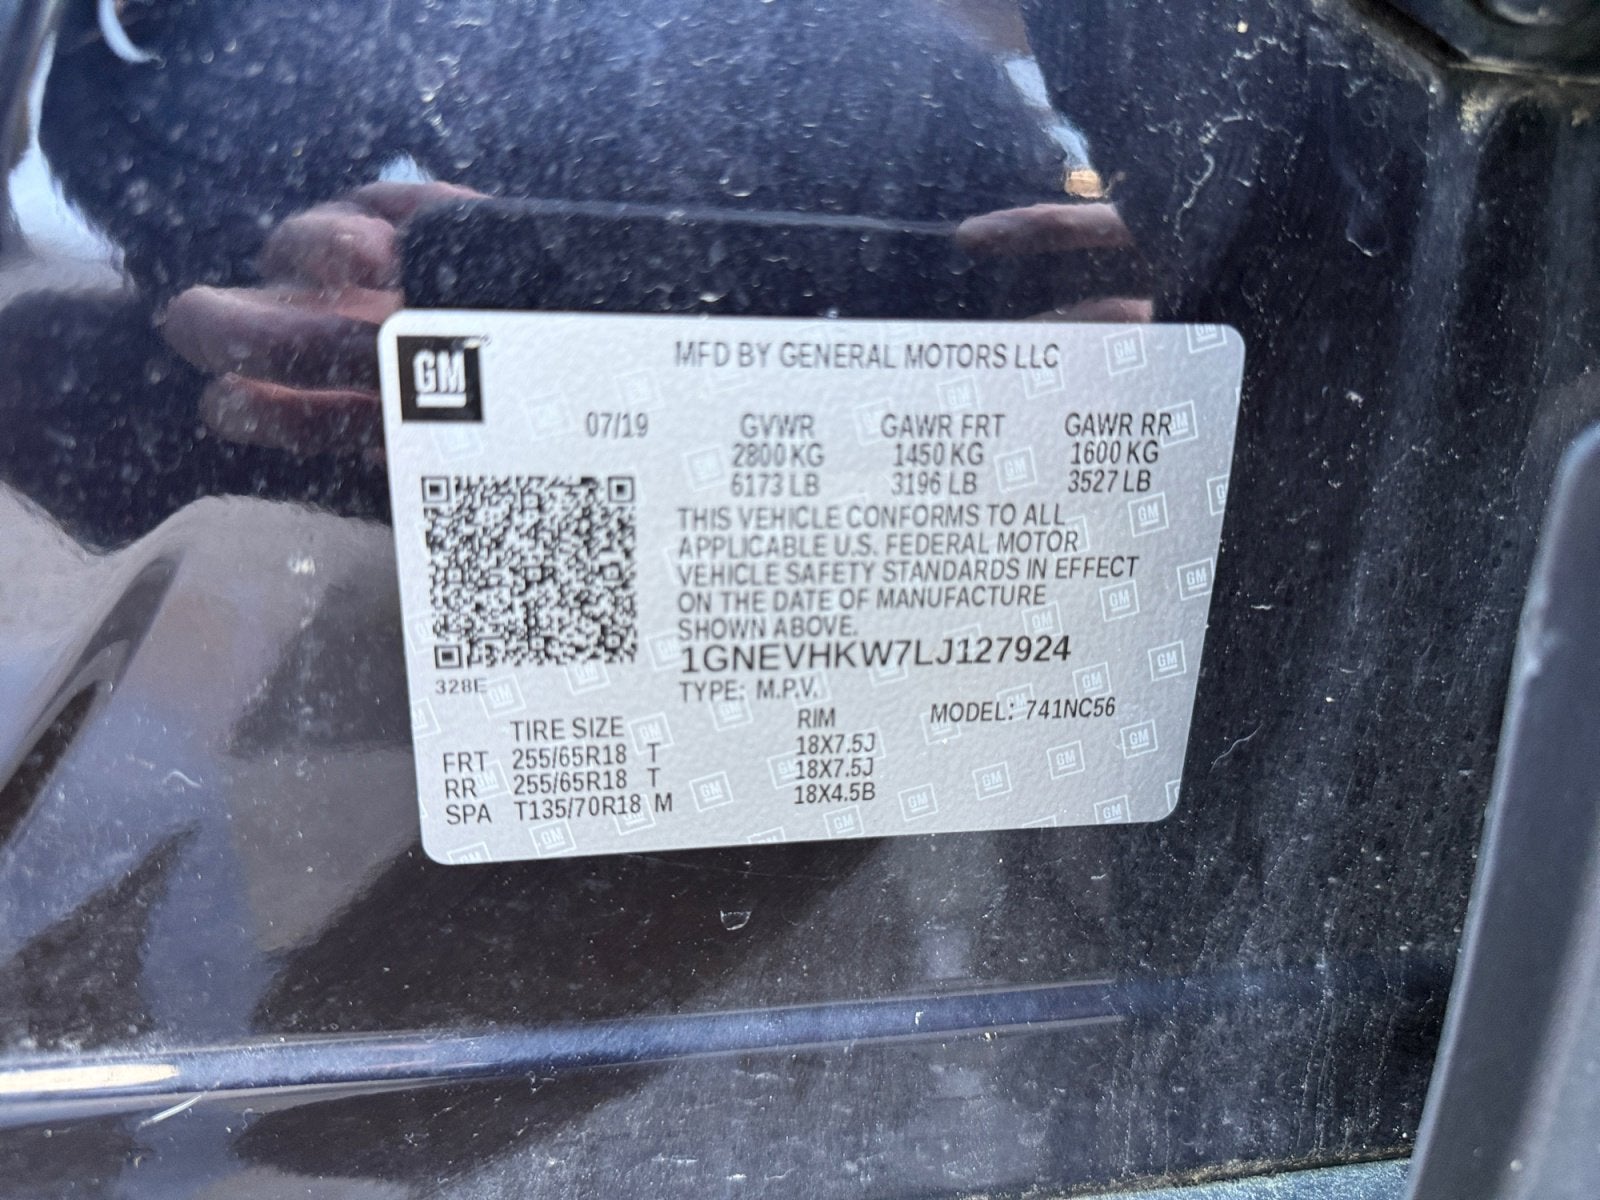 GM
MFD BY GENERAL MOTORS LLC
07/19 GVWR GAWR FRT GAWR RR
2800 KG 1450 KG 1600 KG
6173 LB 3196 LB 3527 LB
THIS VEHICLE CONFORMS TO ALL
APPLICABLE U.S. FEDERAL MOTOR
VEHICLE SAFETY STANDARDS IN EFFECT
ON THE DATE OF MANUFACTURE
SHOWN ABOVE.
1GNEVHKW7LJ127924
328E
TYPE: M.P.V.
MODEL: 741NC56
TIRE SIZE RIM
FRT 255/65R18 T 18X7.5J
RR 255/65R18 T 18X7.5J
SPA T135/70R18 M 18X4.5B